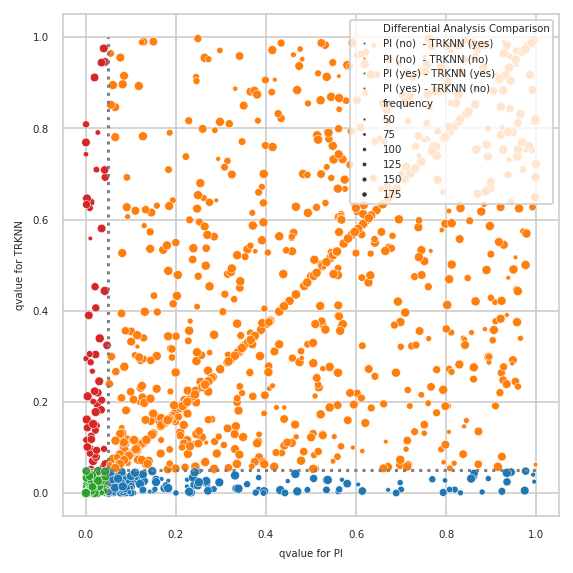 Differential Analysis Comparison
PI (no)  - TRKNN (yes)
PI (no) - TRKNN (no)
PI (yes) - TRKNN (yes)
PI (yes) - TRKNN (no)
frequency
50
75
100
125
150
175
1.0
0.8
0.6
0.4
0.2
0.0
qvalue for TRKNN
0.0 0.2 0.4 0.6 0.8 1.0
qvalue for PI